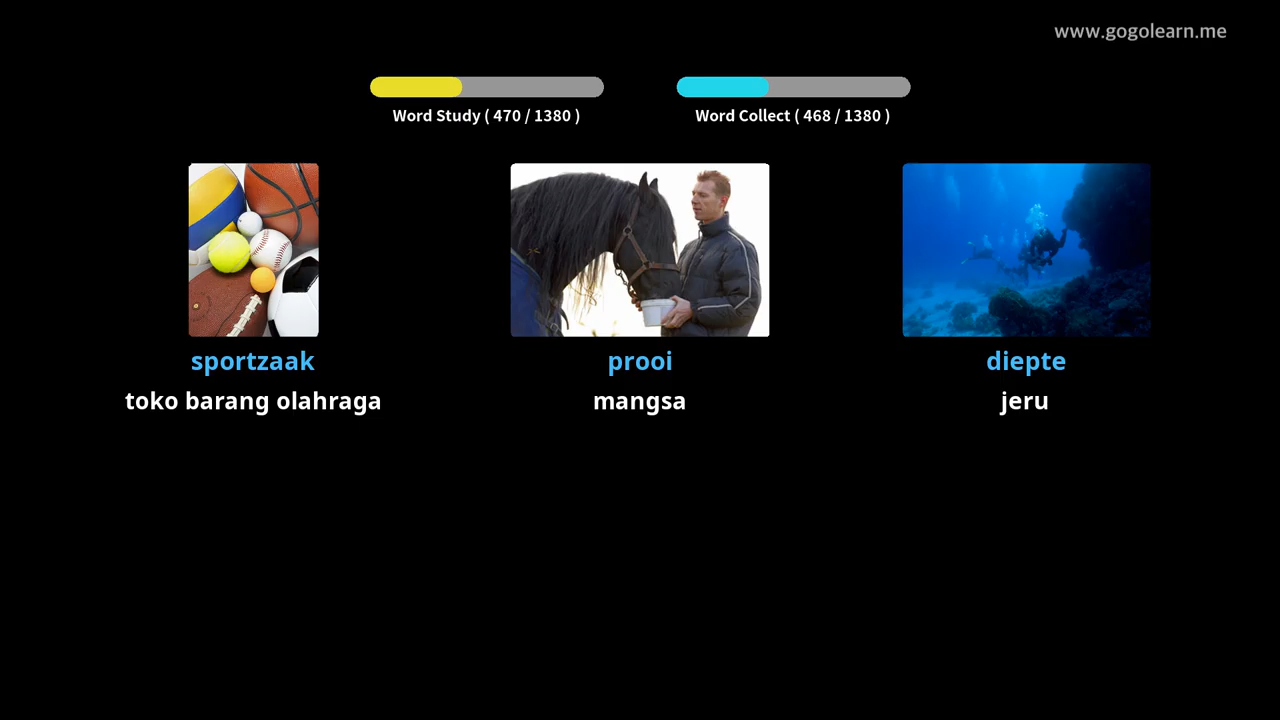 www.gogolearn.me
Word Study ( 470 / 1380 )
Word Collect ( 468 / 1380 )
sportzaak
toko barang olahraga
prooi
mangsa
diepte
jeru